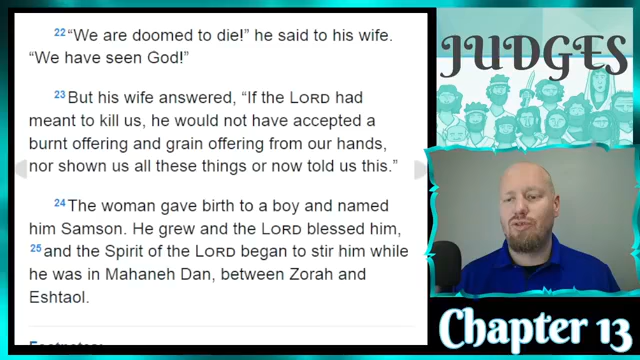 22 “We are doomed to die!” he said to his wife.
“We have seen God!”
23 But his wife answered, “If the LORD had
meant to kill us, he would not have accepted a
burnt offering and grain offering from our hands,
nor shown us all these things or now told us this.”
24 The woman gave birth to a boy and named
him Samson. He grew and the LORD blessed him,
25 and the Spirit of the LORD began to stir him while
he was in Mahaneh Dan, between Zorah and
Eshtaol.
Footnotes:
JUDGES
Chapter 13